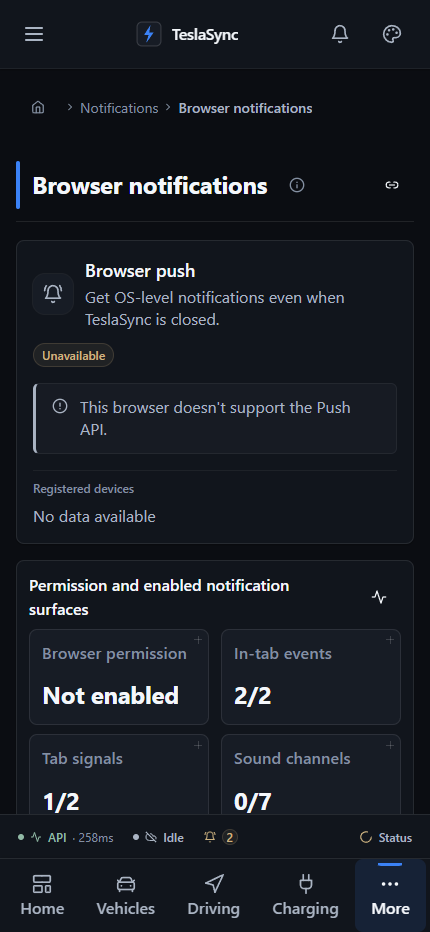 TeslaSync
Notifications
Browser notifications
Browser notifications
Browser push
Get OS-level notifications even when
TeslaSync is closed.
Unavailable
This browser doesn't support the Push
API.
Registered devices
No data available
Permission and enabled notification
surfaces
Browser permission
Not enabled
In-tab events
2/2
Tab signals
1/2
Sound channels
0/7
API · 258ms
Idle
2
Status
Home
Vehicles
Driving
Charging
More